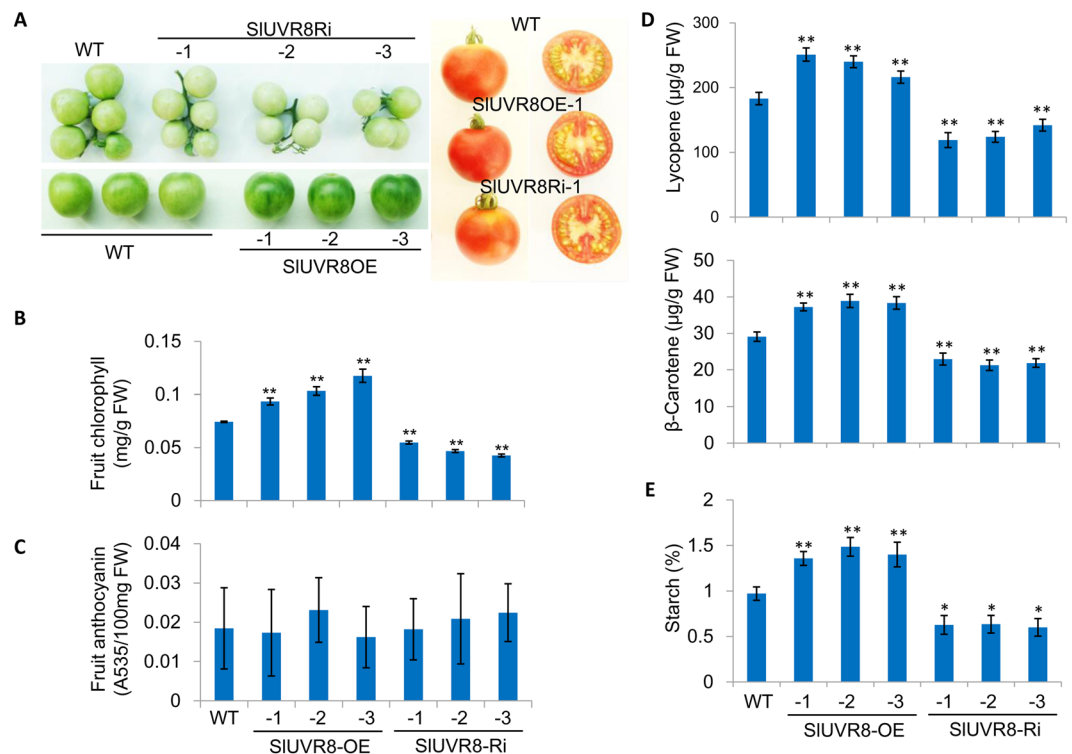 A
SlUVR8Ri
WT -1 -2 -3
WT
SlUVR8OE-1
SlUVR8Ri-1
-1 -2 -3
WT
SlUVR8OE
B
Fruit chlorophyll
(mg/g FW)
0.15
0.1
0.05
0
** ** ** ** ** **
C
Fruit anthocyanin
(A535/100mg FW)
0.04
0.03
0.02
0.01
0
WT -1 -2 -3 -1 -2 -3
SlUVR8-OE SlUVR8-Ri
D
Lycopene (µg/g FW)
300
200
100
0
** ** ** ** ** **
β-Carotene (µg/g FW)
50
40
30
20
10
0
** ** ** ** ** **
E
Starch (%)
2
1.5
1
0.5
0
** ** ** * * *
WT -1 -2 -3 -1 -2 -3
SlUVR8-OE SlUVR8-Ri